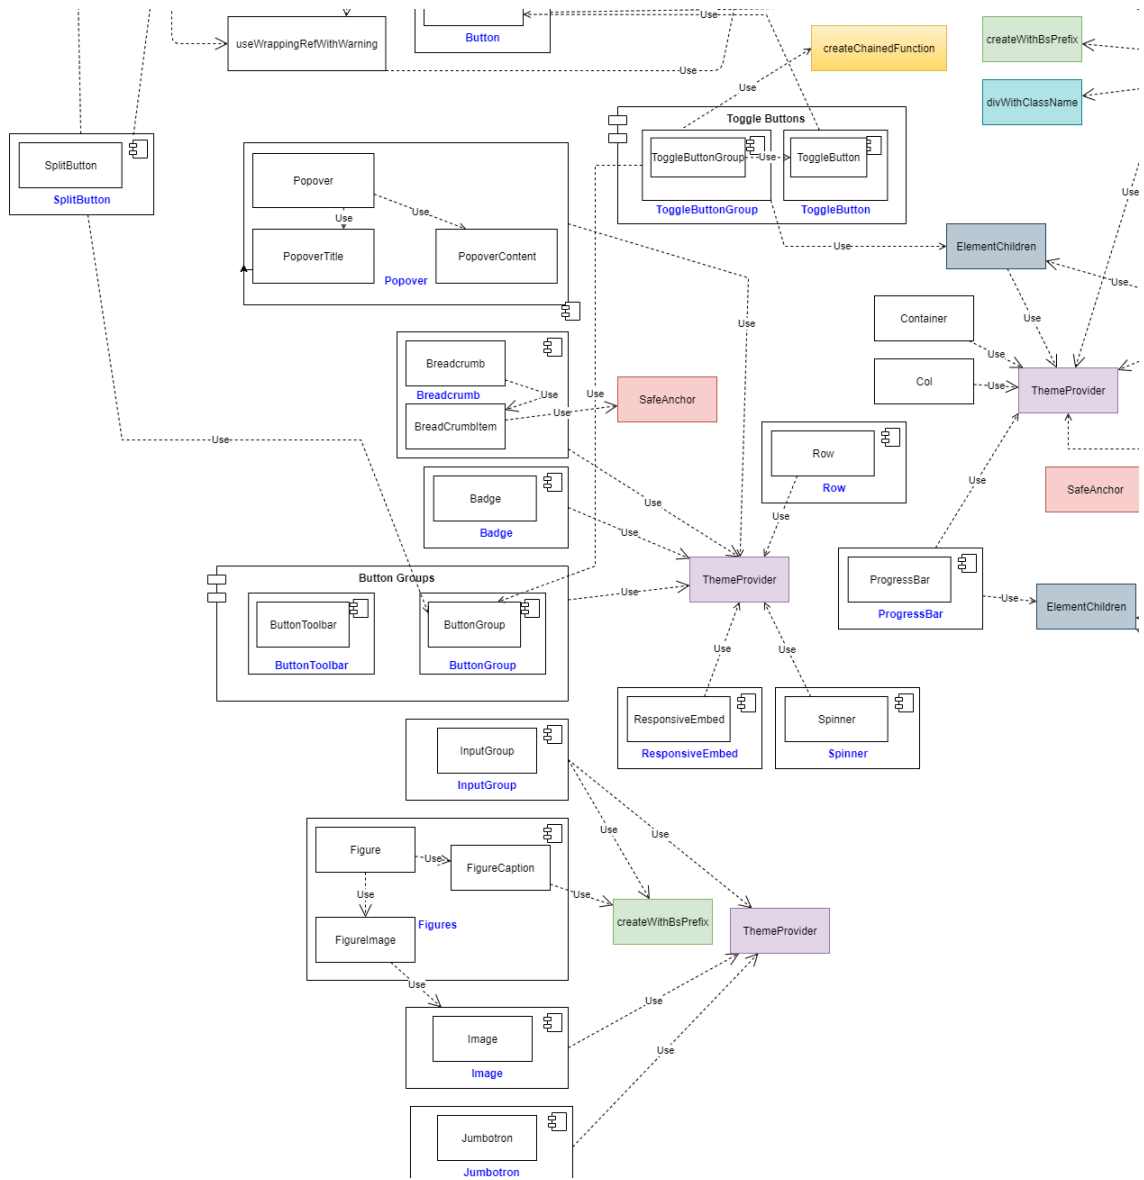 Use
Button
useWrappingRefWithWarning
Use
createChainedFunction
createWithBsPrefix
Use
divWithClassName
Toggle Buttons
ToggleButtonGroup
Use
ToggleButton
ToggleButtonGroup
ToggleButton
SplitButton
SplitButton
Popover
Use
Use
PopoverTitle
PopoverContent
Popover
Use
Use
ElementChildren
Use
Container
Use
Use
Use
Use
Col
Use
ThemeProvider
Use
Breadcrumb
Breadcrumb
Use
Use
BreadCrumbItem
Use
SafeAnchor
Use
Row
Row
Use
SafeAnchor
Badge
Badge
Use
Use
Use
Use
ThemeProvider
ProgressBar
ProgressBar
Use
ElementChildren
Button Groups
ButtonToolbar
ButtonToolbar
ButtonGroup
ButtonGroup
Use
Use
Use
ResponsiveEmbed
ResponsiveEmbed
Spinner
Spinner
InputGroup
InputGroup
Use
Use
Figure
Use
FigureCaption
Use
Use
FigureImage
Figures
createWithBsPrefix
ThemeProvider
Use
Use
Image
Image
Use
Jumbotron
Jumbotron